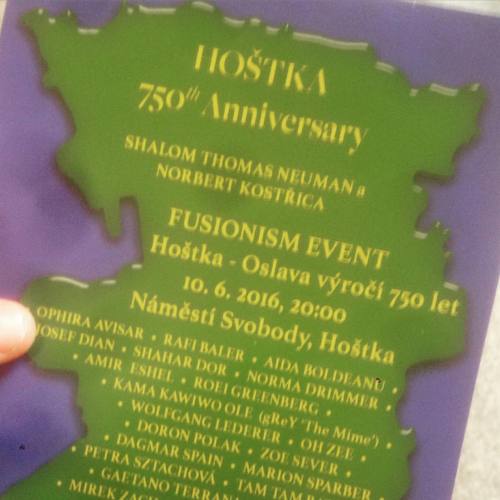 HOŠTKA
750th Anniversary
SHALOM THOMAS NEUMAN a
NORBERT KOSTŘICA
FUSIONISM EVENT
Hoštka - Oslava výročí 750 let
10. 6. 2016, 20:00
Náměstí Svobody, Hoštka
OPHIRA AVISAR • RAFI BALER • AIDA BOLDEANU •
JOSEF DIAN • SHAHAR DOR • NORMA DRIMMER •
AMIR ESHEL • ROEI GREENBERG •
• KAMA KAWIWO OLE (gReY 'The Mime') •
• WOLFGANG LEDERER • OH ZEE •
• DORON POLAK • ZOE SEVER •
• DAGMAR SPAIN • MARION SPARBER •
• PETRA SZTACHOVÁ • TAM TAM
• GAETANO TERRANA
• MIREK